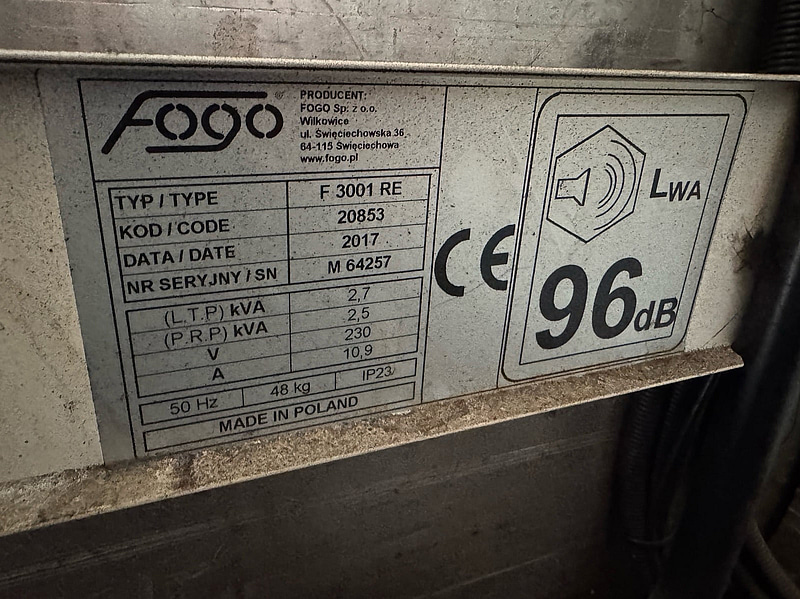 FOGO
PRODUCENT:
FOGO Sp. z o.o.
Wilkowice
ul. Święciechowska 36,
64-115 Święciechowa
www.fogo.pl
TYP / TYPE F 3001 RE
KOD / CODE 20853
DATA / DATE 2017
NR SERYJNY / SN M 64257
(L.T.P) kVA 2,7
(P.R.P) kVA 2,5
V 230
A 10,9
50 Hz 48 kg IP23
MADE IN POLAND
CE
LWA
96dB